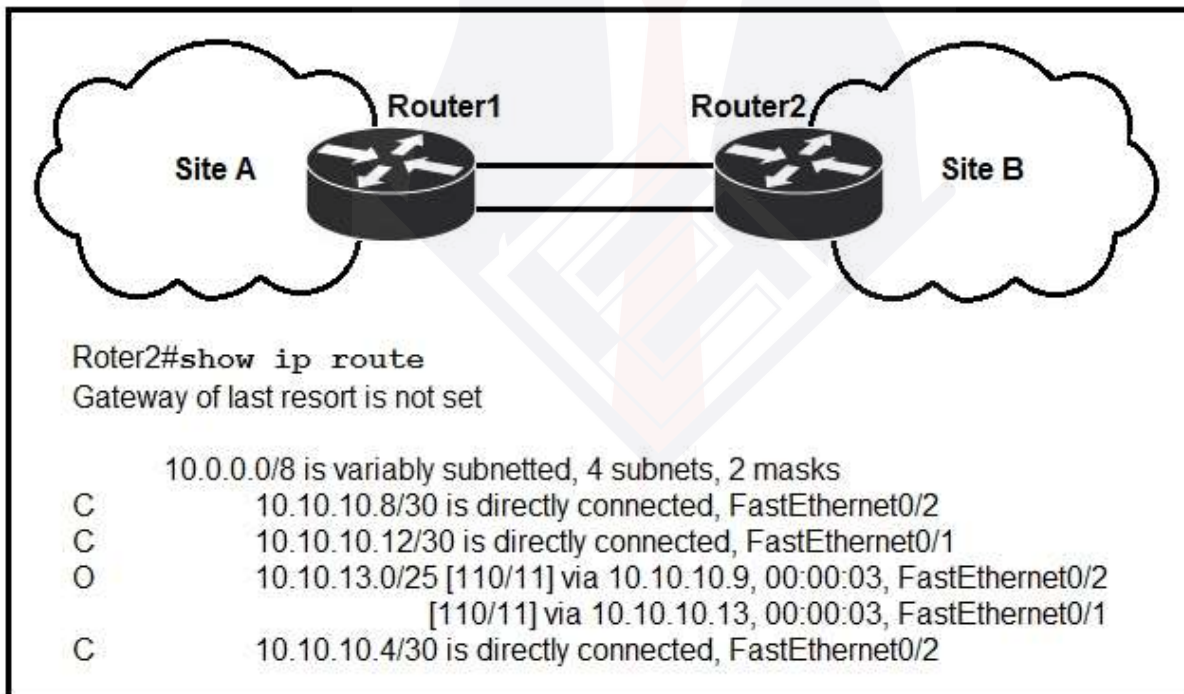 Router1
Router2
Site A
Site B
Roter2#show ip route
Gateway of last resort is not set
10.0.0.0/8 is variably subnetted, 4 subnets, 2 masks
C 10.10.10.8/30 is directly connected, FastEthernet0/2
C 10.10.10.12/30 is directly connected, FastEthernet0/1
O 10.10.13.0/25 [110/11] via 10.10.10.9, 00:00:03, FastEthernet0/2
[110/11] via 10.10.10.13, 00:00:03, FastEthernet0/1
C 10.10.10.4/30 is directly connected, FastEthernet0/2